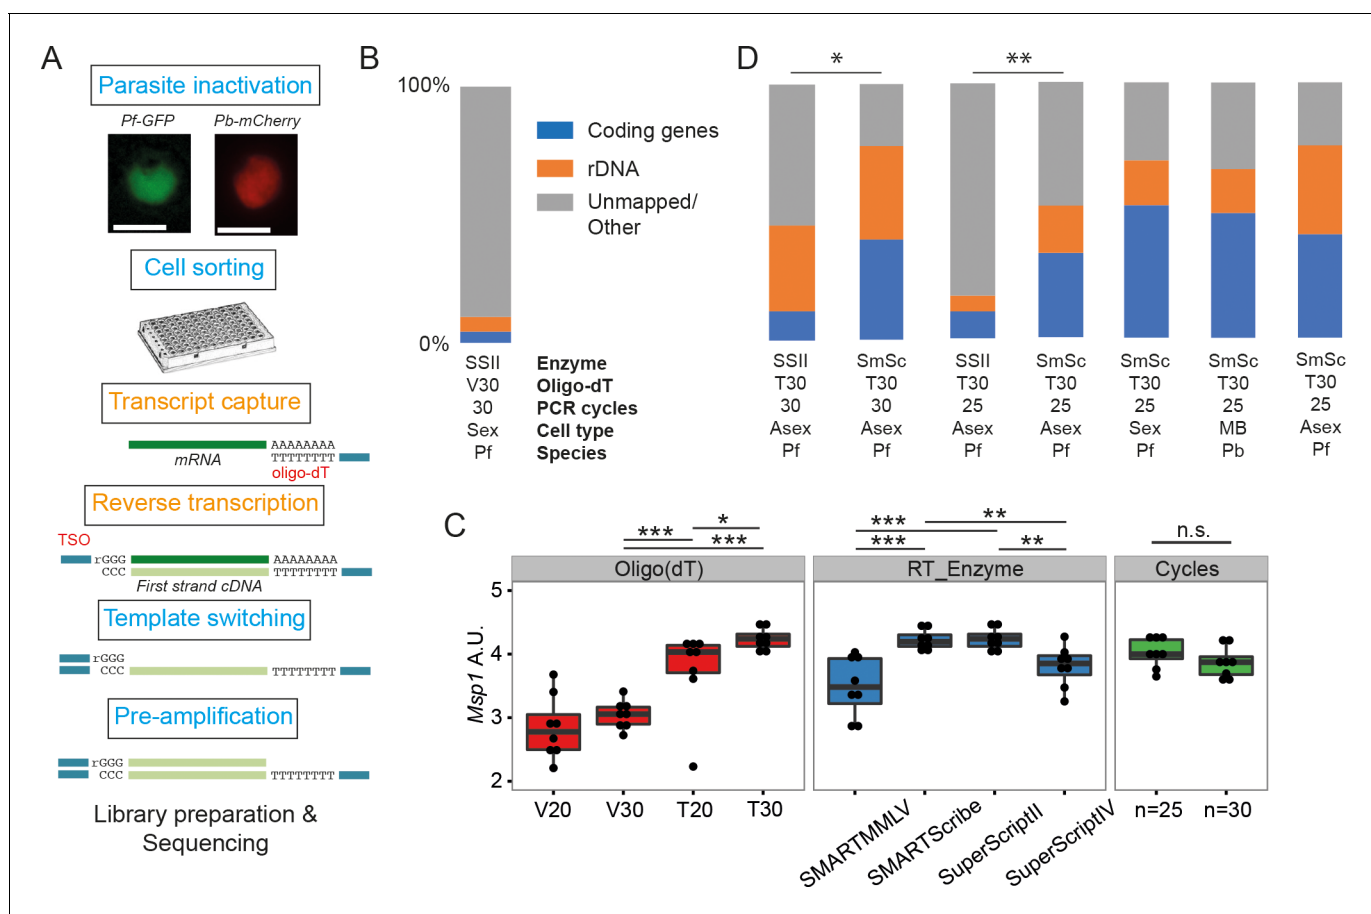 A
Parasite inactivation
Pf-GFP Pb-mCherry
Cell sorting
Transcript capture
AAAAAAAA
mRNA TTTTTTTT
oligo-dT
Reverse transcription
TSO
rGGG AAAAAAAA
CCC TTTTTTTT
First strand cDNA
Template switching
rGGG
CCC TTTTTTTT
Pre-amplification
rGGG
CCC TTTTTTTT
Library preparation &
Sequencing
B
100%
0%
Coding genes
rDNA
Unmapped/
Other
SSII Enzyme
V30 Oligo-dT
30 PCR cycles
Sex Cell type
Pf Species
D
* **
SSII SmSc SSII SmSc SmSc SmSc SmSc
T30 T30 T30 T30 T30 T30 T30
30 30 25 25 25 25 25
Asex Asex Asex Asex Sex MB Asex
Pf Pf Pf Pf Pf Pb Pf
C
* *** ***
*** ** *** **
n.s.
Oligo(dT) RT_Enzyme Cycles
Msp1 A.U.
5
4
3
2
V20 V30 T20 T30
SMARTMMLV SMARTScribe SuperScriptII SuperScriptIV
n=25 n=30